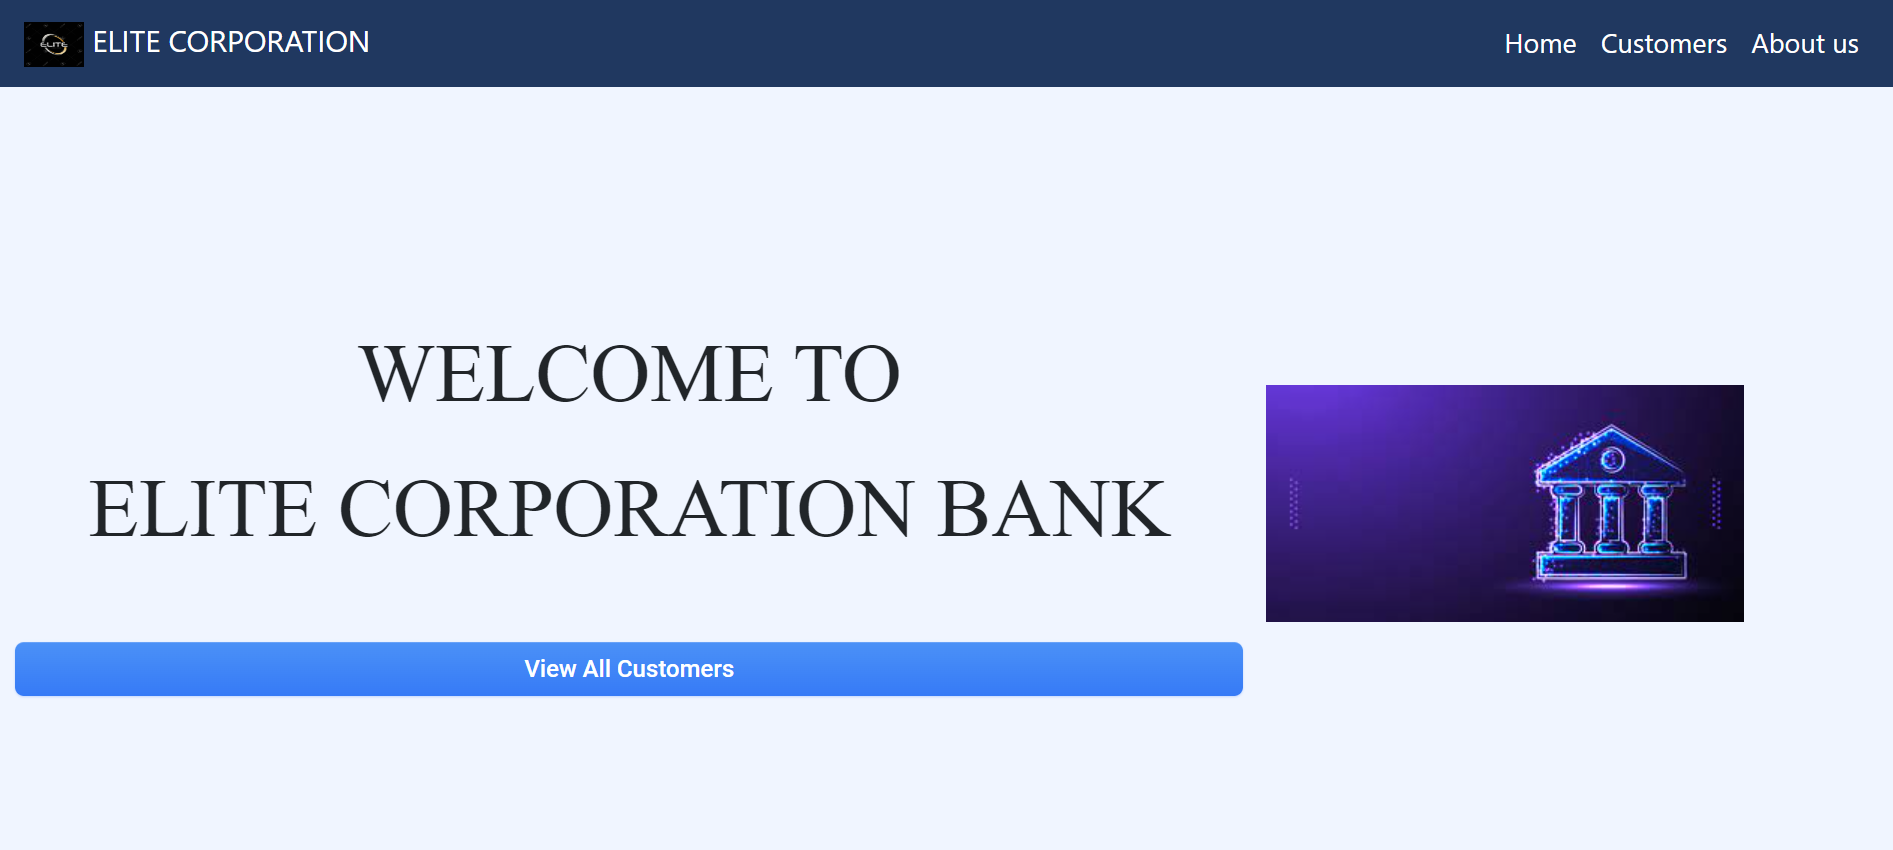 ELITE
ELITE CORPORATION
Home Customers About us
WELCOME TO
ELITE CORPORATION BANK
View All Customers